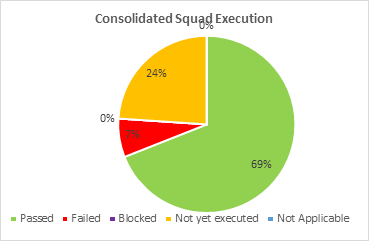 Consolidated Squad Execution
0%
24%
0%
7%
69%
Passed Failed Blocked Not yet executed Not Applicable